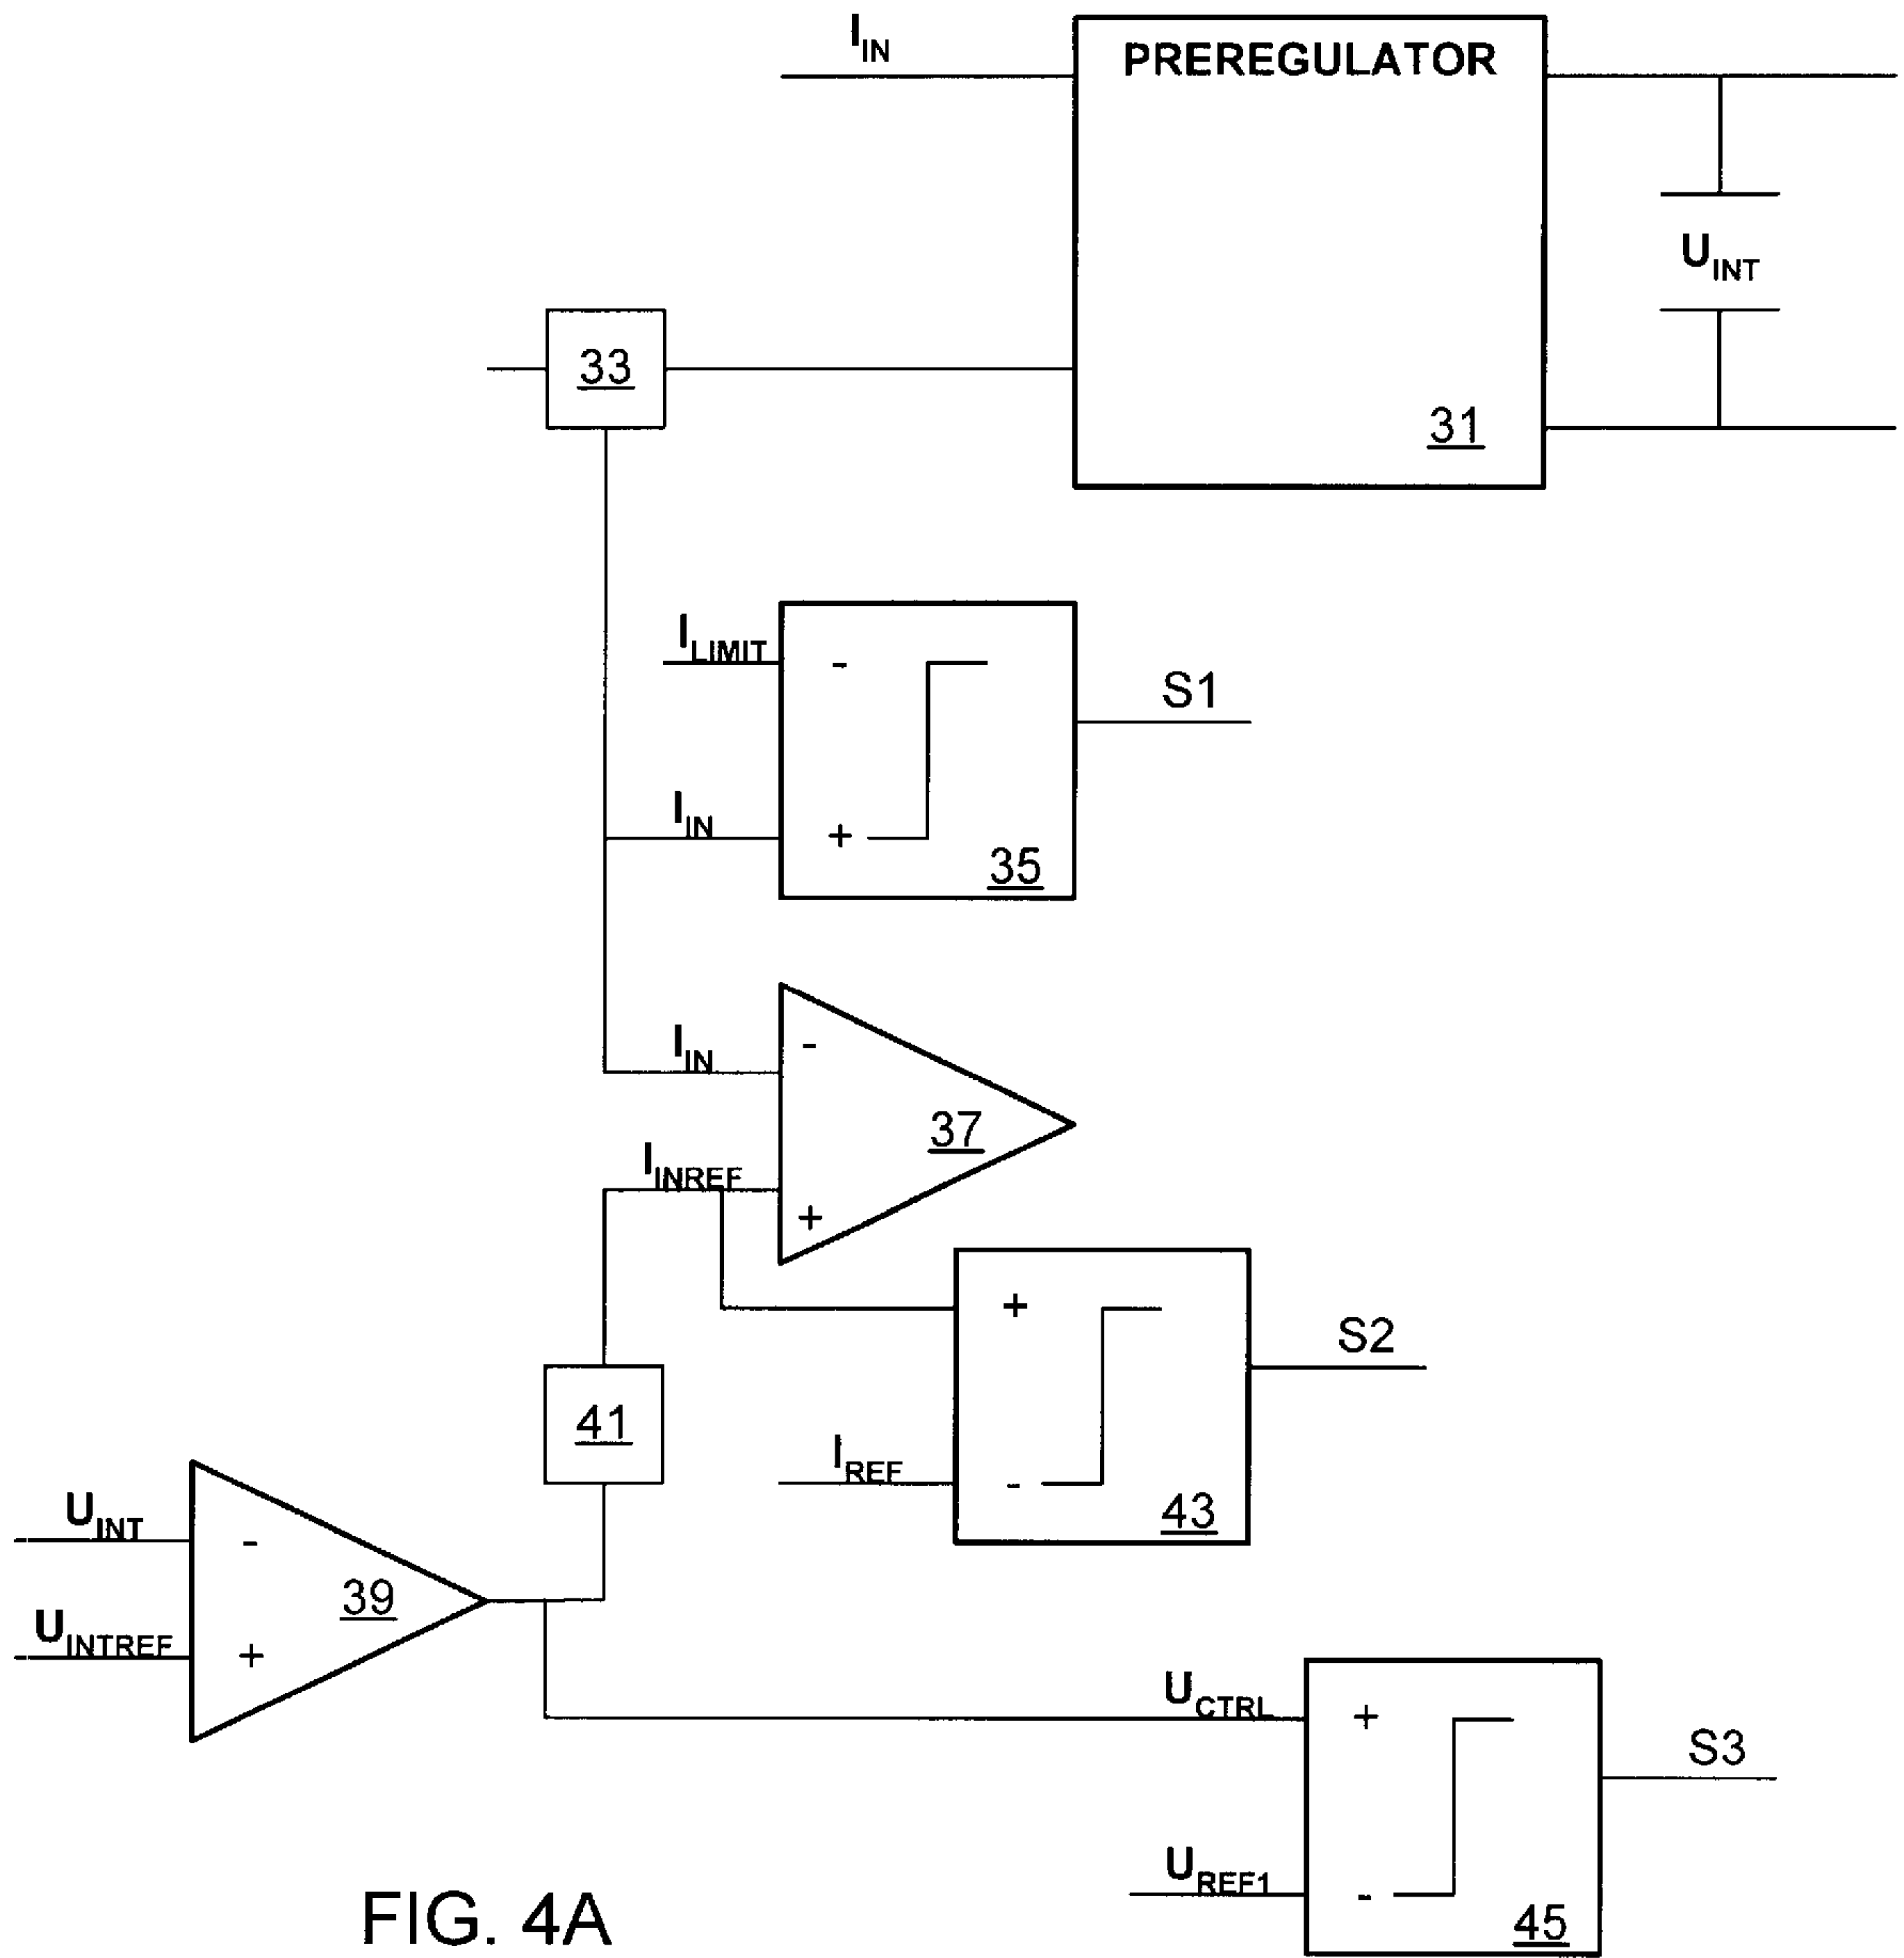 I_IN
PREREGULATOR
U_INT
33
31
I_LIMIT
-
S1
I_IN
+
35
I_IN
-
37
I_INREF
+
+
S2
41
I_REF
-
43
U_INT
-
39
U_INTREF
+
U_CTRL
+
S3
U_REF1
-
45
FIG. 4A